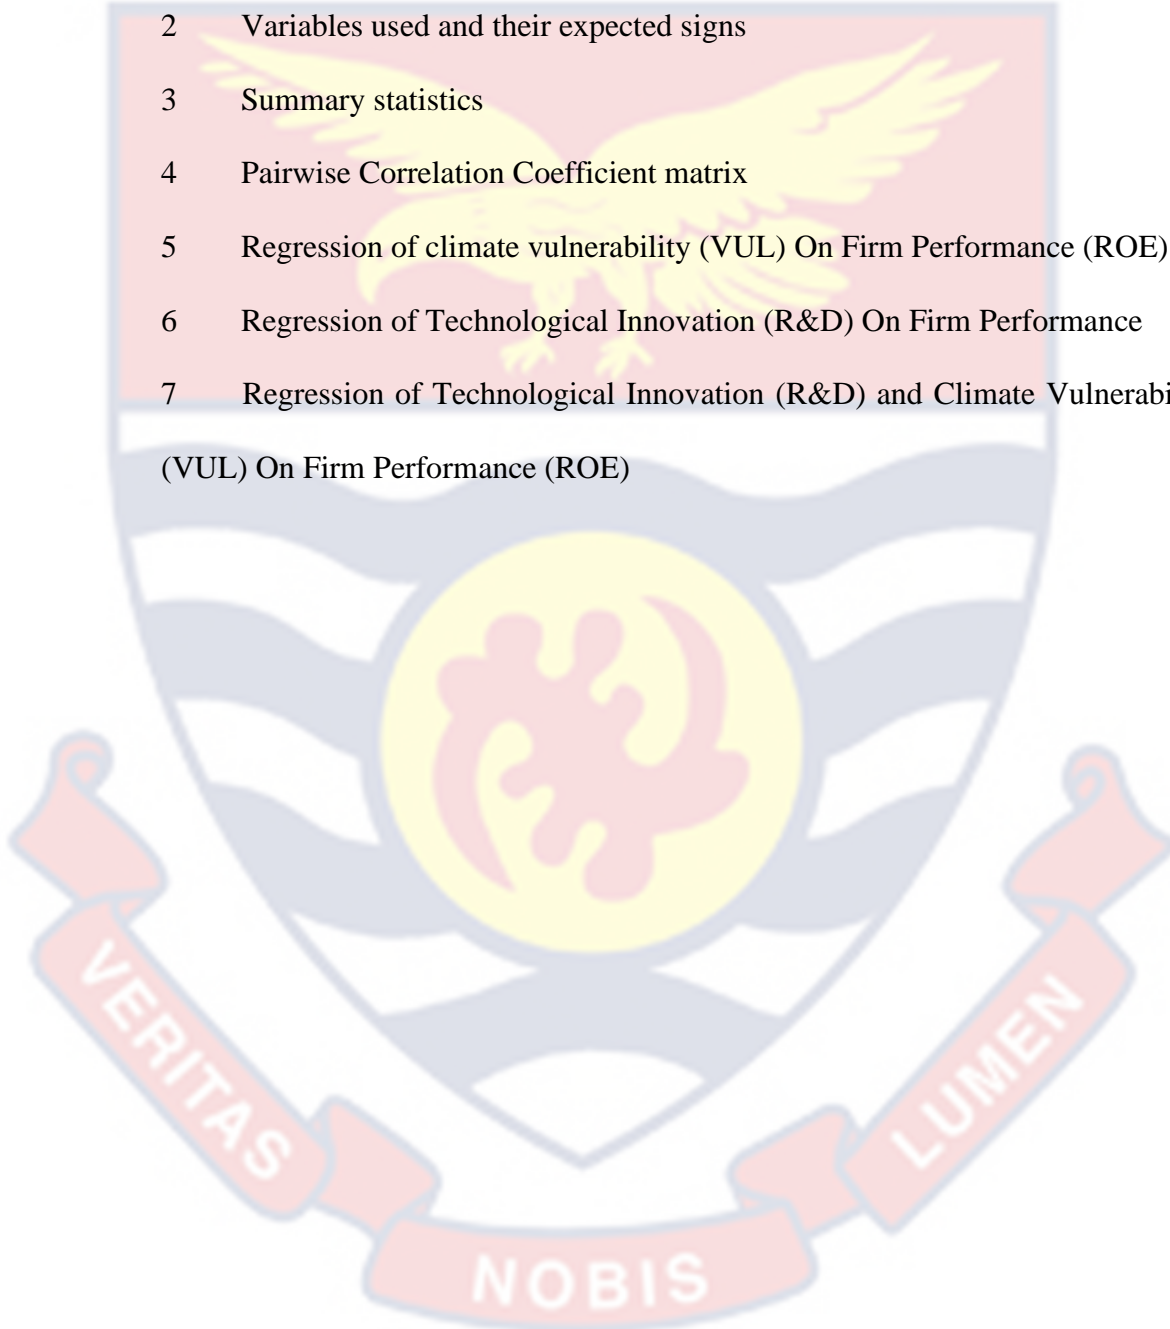 2 Variables used and their expected signs
3 Summary statistics
4 Pairwise Correlation Coefficient matrix
5 Regression of climate vulnerability (VUL) On Firm Performance (ROE)
6 Regression of Technological Innovation (R&D) On Firm Performance
7 Regression of Technological Innovation (R&D) and Climate Vulnerabi
(VUL) On Firm Performance (ROE)
VERITAS
NOBIS
LUMEN